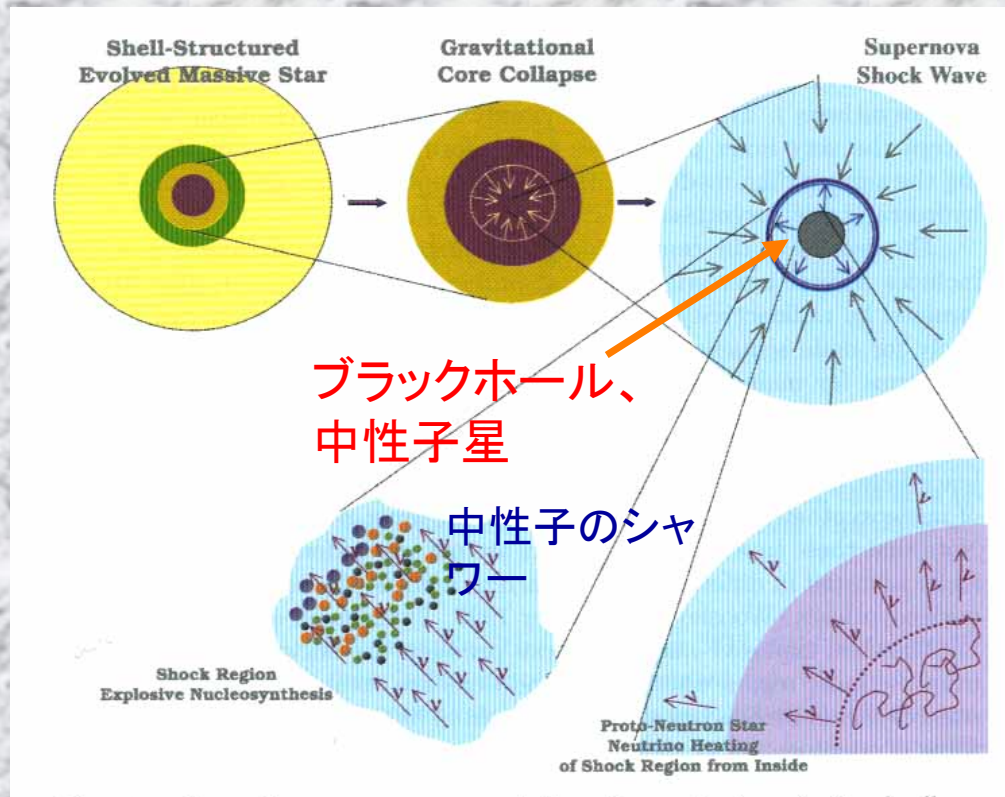 Shell-Structured
Evolved Massive Star
Gravitational
Core Collapse
Supernova
Shock Wave
ブラックホール、
中性子星
中性子のシャ
ワー
ν
ν
ν
ν
ν
ν
ν
ν
ν
ν
ν
ν
Shock Region
Explosive Nucleosynthesis
Proto-Neutron Star
Neutrino Heating
of Shock Region from Inside